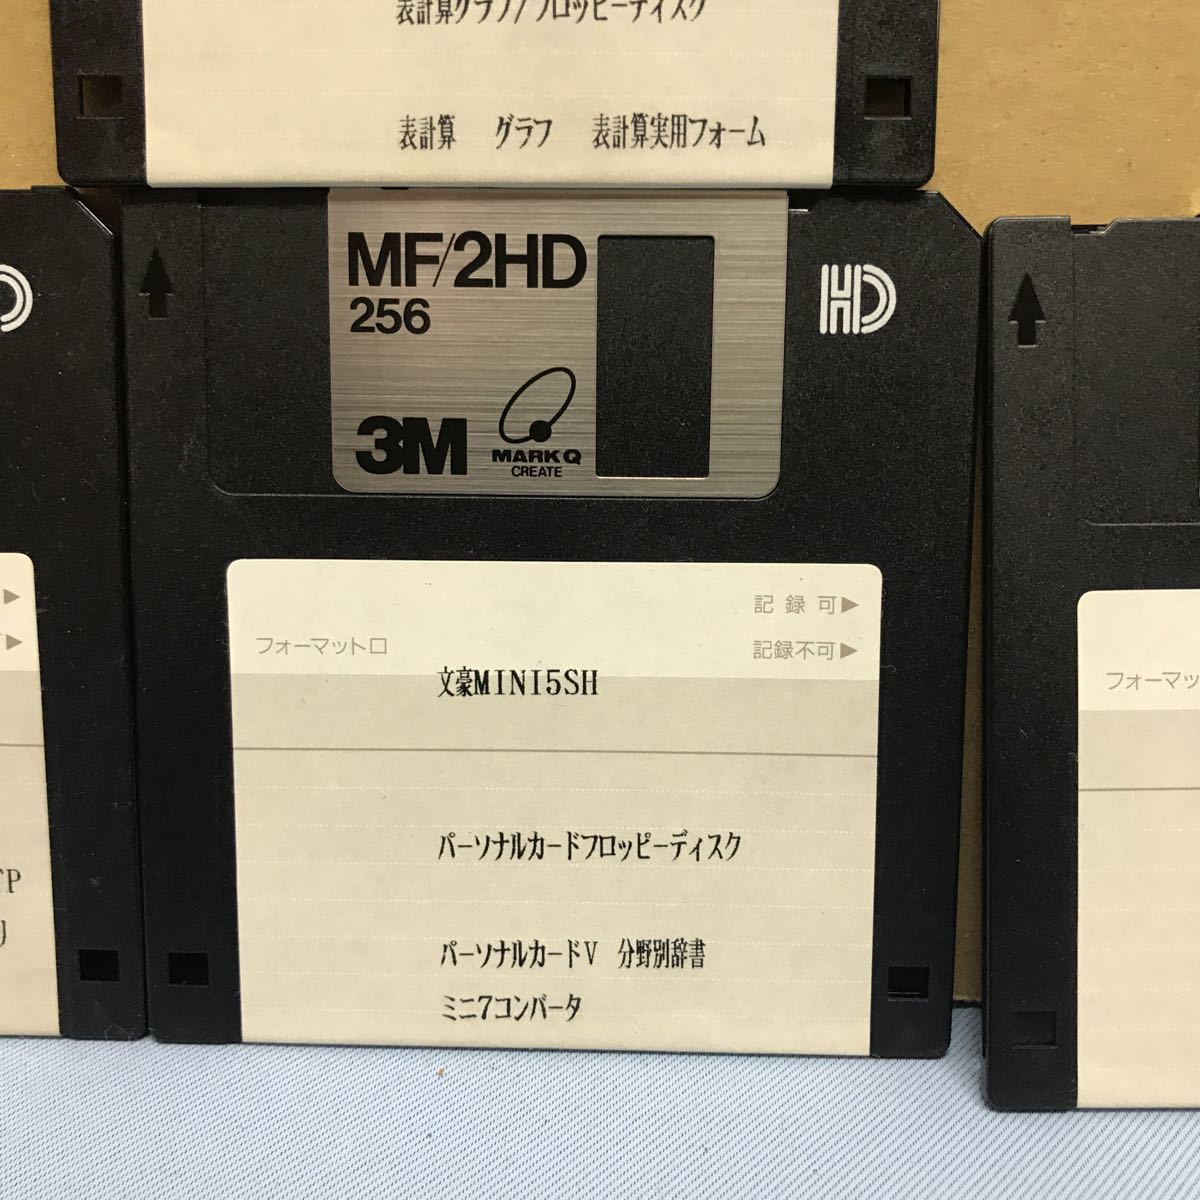 表計算グラフ/フロッピーディスク
表計算 グラフ 表計算実用フォーム
MF/2HD
256
3M
MARK Q
CREATE
HD
記録可▶
フォーマット□
記録不可▶
文豪MINI5SH
パーソナルカードフロッピーディスク
パーソナルカードV 分野別辞書
ミニ7コンバータ
TP
フォーマッ